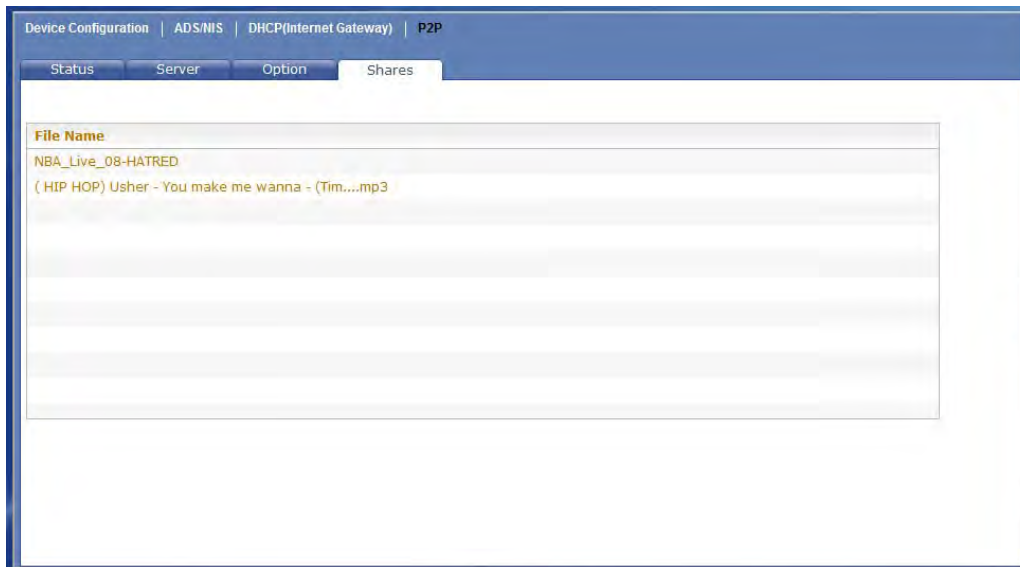 Device Configuration | ADS/NIS | DHCP(Internet Gateway) | P2P
Status Server Option Shares
File Name
NBA_Live_08-HATRED
( HIP HOP) Usher - You make me wanna - (Tim....mp3